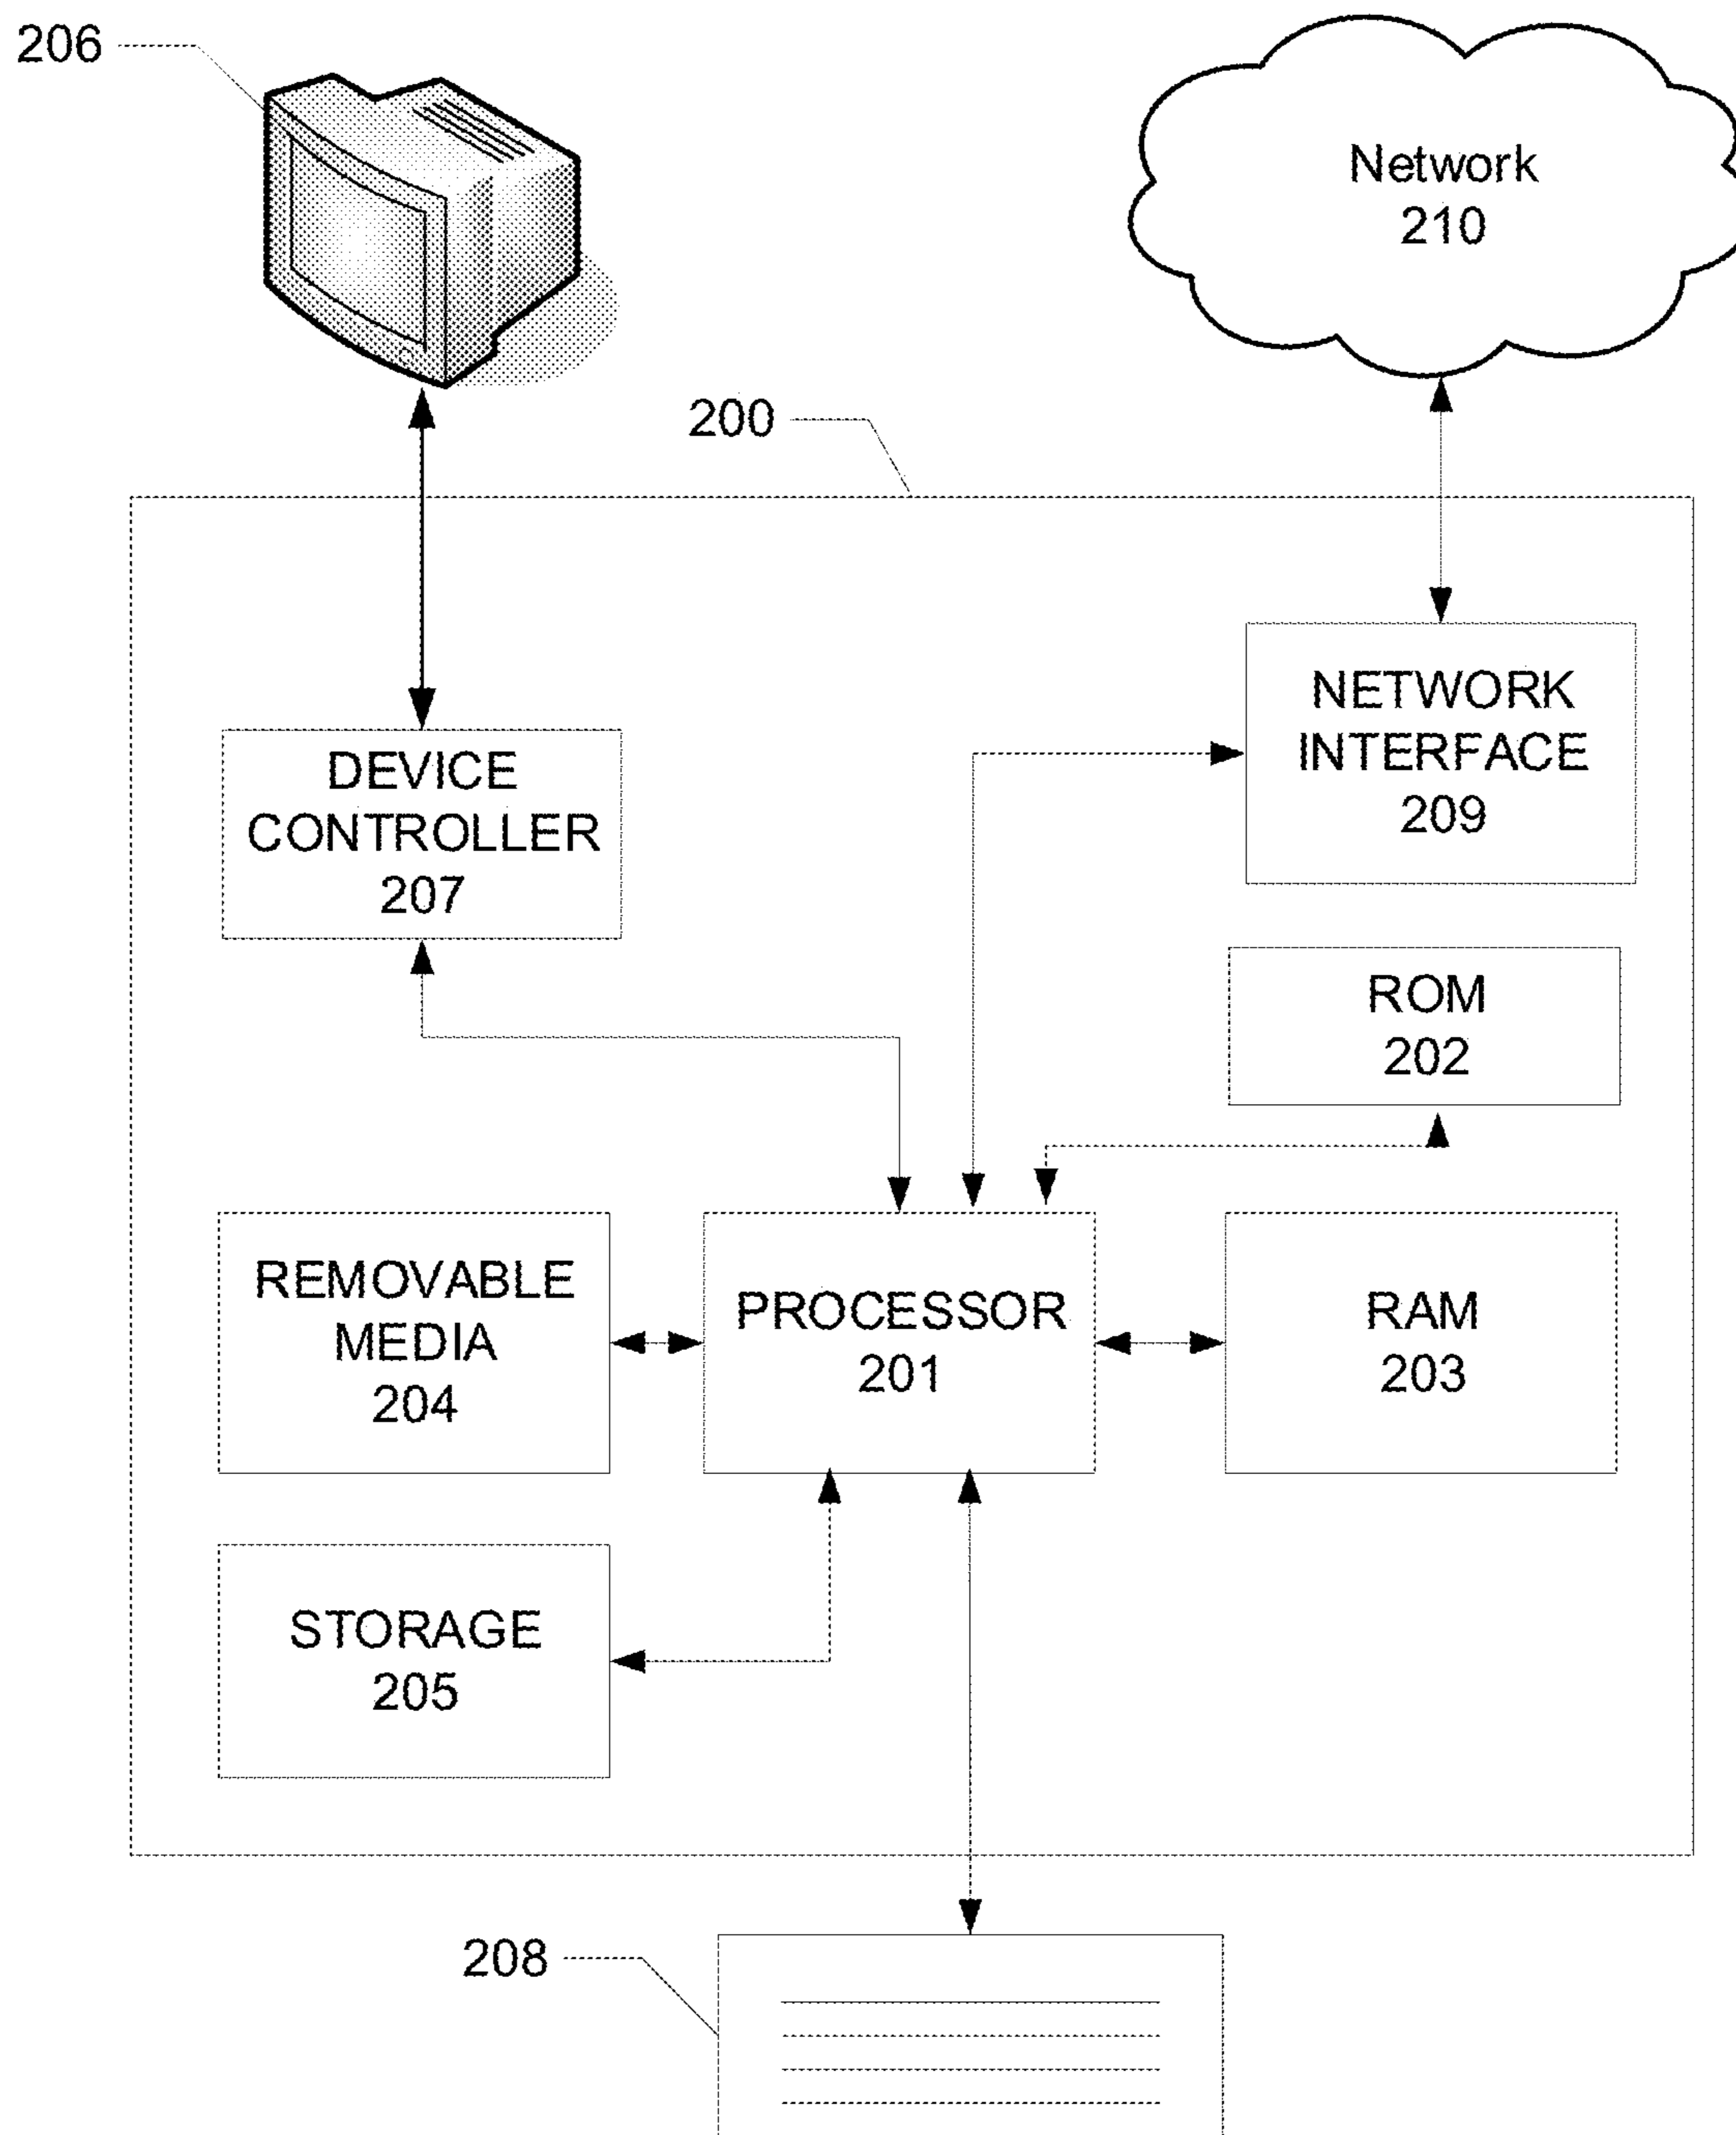 206
Network
210
200
NETWORK
INTERFACE
209
DEVICE
CONTROLLER
207
ROM
202
REMOVABLE
MEDIA
204
PROCESSOR
201
RAM
203
STORAGE
205
208